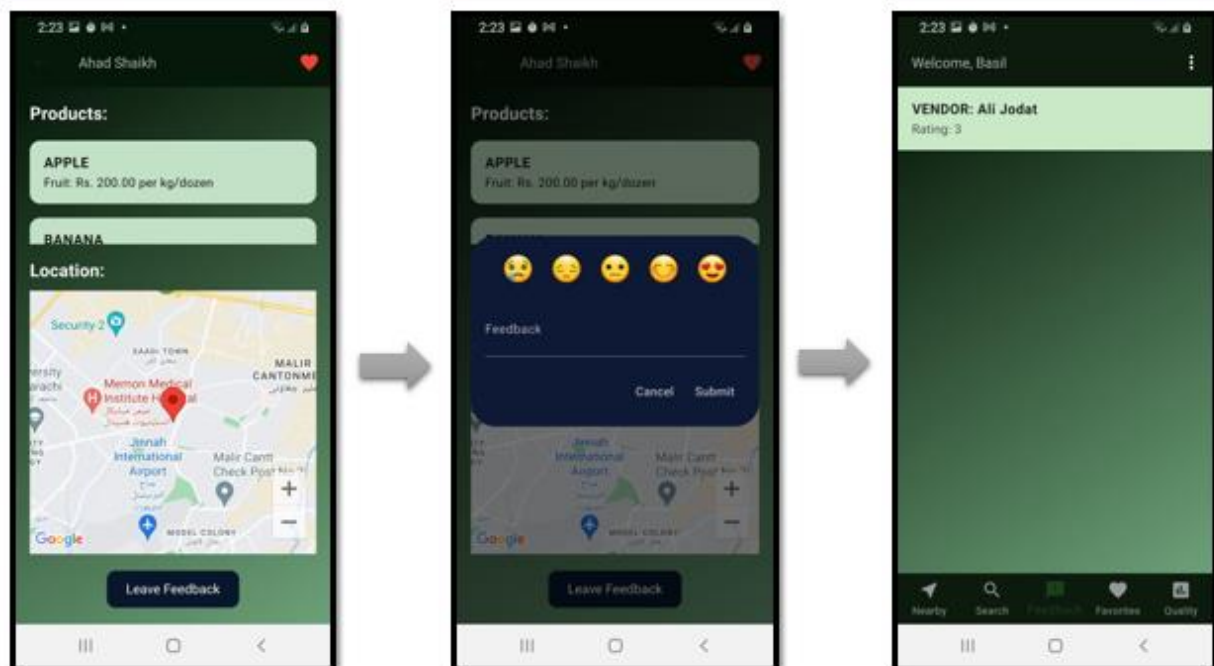 2:23
Ahad Shaikh
Products:
APPLE
Fruit: Rs. 200.00 per kg/dozen
BANANA
Location:
Security 2
SAADI TOWN
MALIR
CANTONME
Memon Medical
Institute H al
Jinnah
International
Airport
Malir Cantt
Check Post
MODEL COLONY
Google
Leave Feedback
2:23
Ahad Shaikh
Products:
APPLE
Fruit: Rs. 200.00 per kg/dozen
Feedback
Cancel Submit
Jinnah
International
Airport
Malir Cantt
Check Post
MODEL COLONY
Google
Leave Feedback
2:23
Welcome, Basil
VENDOR: Ali Jodat
Rating: 3
Nearby Search Feedback Favorites Quality